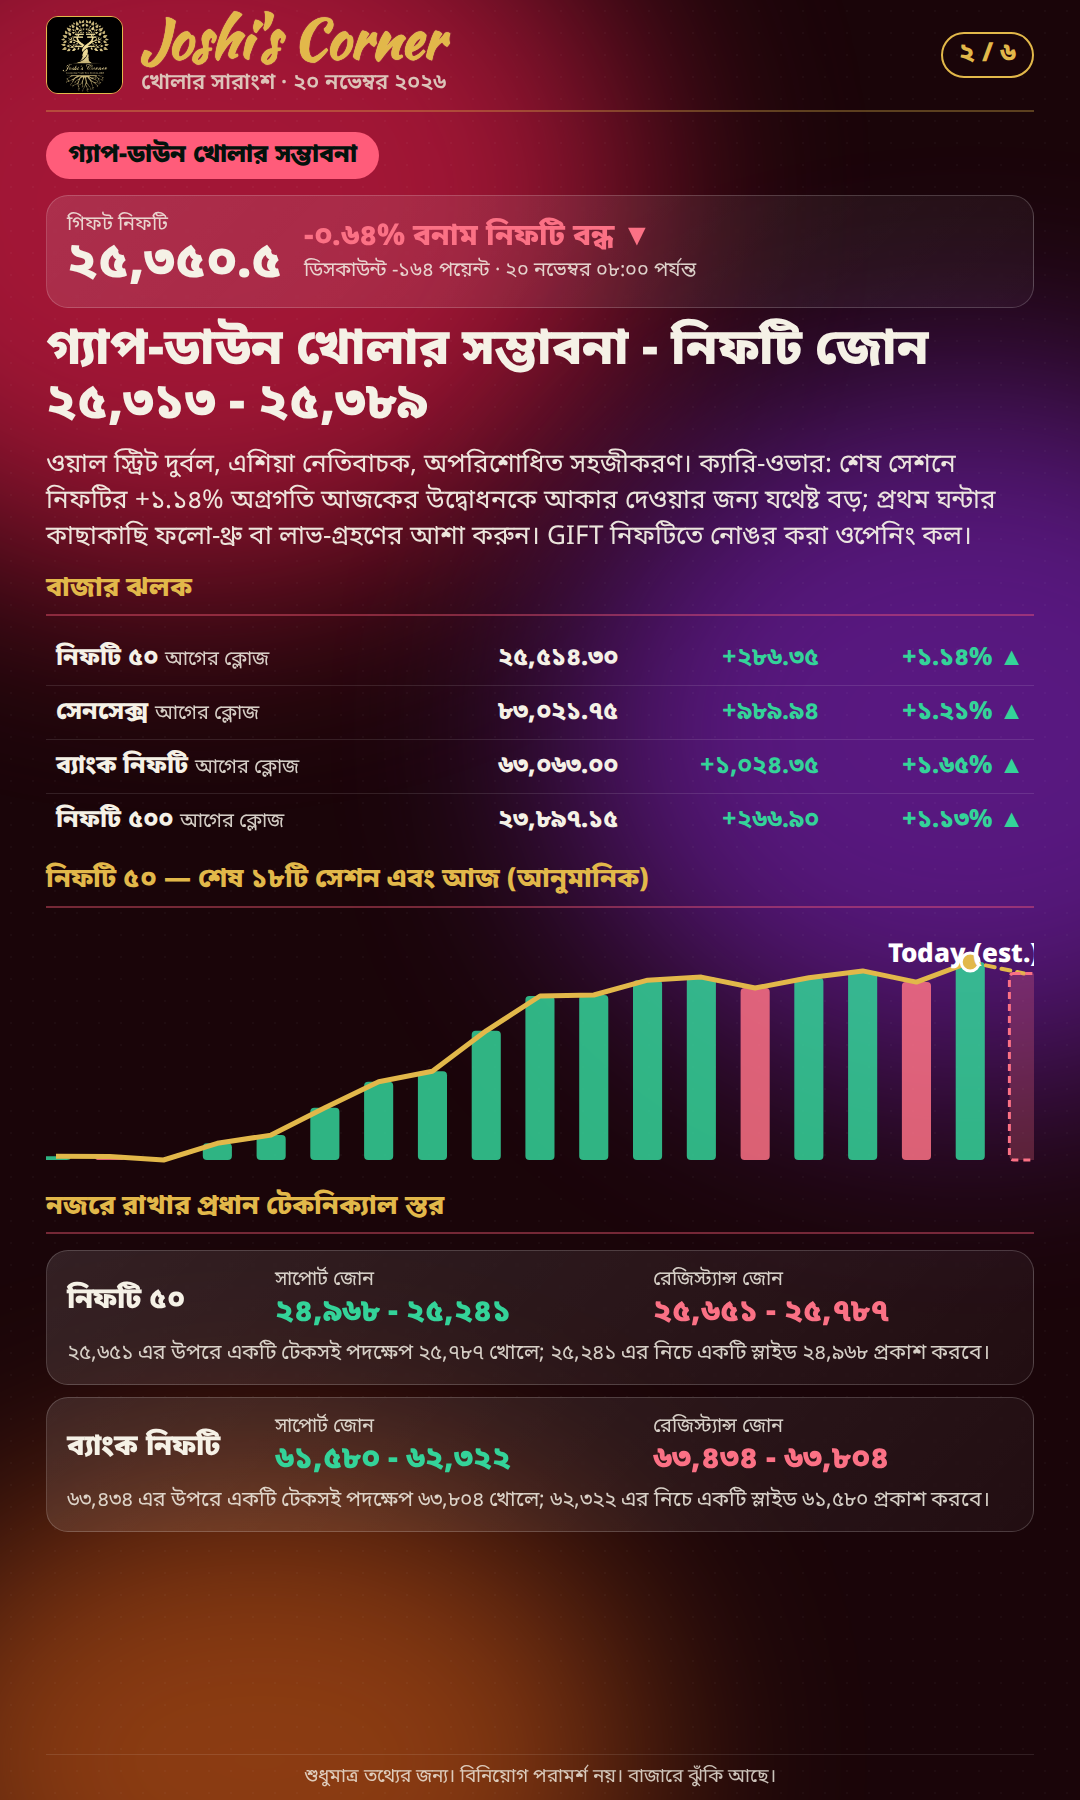 Joshi's Corner
খোলার সারাংশ · ২০ নভেম্বর ২০২৬
২ / ৬
Joshi's Corner
গ্যাপ-ডাউন খোলার সম্ভাবনা
গিফট নিফটি
২৫,৩৫০.৫
-০.৬৪% বনাম নিফটি বন্ধ ▼
ডিসকাউন্ট -১৬৪ পয়েন্ট · ২০ নভেম্বর ০৮:০০ পর্যন্ত
গ্যাপ-ডাউন খোলার সম্ভাবনা - নিফটি জোন
২৫,৩১৩ - ২৫,৩৮৯
ওয়াল স্ট্রিট দুর্বল, এশিয়া নেতিবাচক, অপরিশোধিত সহজীকরণ। ক্যারি-ওভার: শেষ সেশনে
নিফটির +১.১৪% অগ্রগতি আজকের উদ্বোধনকে আকার দেওয়ার জন্য যথেষ্ট বড়; প্রথম ঘন্টার
কাছাকাছি ফলো-থ্রু বা লাভ-গ্রহণের আশা করুন। GIFT নিফটিতে নোঙর করা ওপেনিং কল।
বাজার ঝলক
নিফটি ৫০ আগের ক্লোজ ২৫,৫১৪.৩০ +২৮৬.৩৫ +১.১৪% ▲
সেনসেক্স আগের ক্লোজ ৮৩,০২১.৭৫ +৯৮৯.৯৪ +১.২১% ▲
ব্যাংক নিফটি আগের ক্লোজ ৬৩,০৬৩.০০ +১,০২৪.৩৫ +১.৬৫% ▲
নিফটি ৫০০ আগের ক্লোজ ২৩,৮৯৭.১৫ +২৬৬.৯০ +১.১৩% ▲
নিফটি ৫০ — শেষ ১৮টি সেশন এবং আজ (আনুমানিক)
Today (est.)
নজরে রাখার প্রধান টেকনিক্যাল স্তর
নিফটি ৫০
সাপোর্ট জোন
২৪,৯৬৮ - ২৫,২৪১
রেজিস্ট্যান্স জোন
২৫,৬৫১ - ২৫,৭৮৭
২৫,৬৫১ এর উপরে একটি টেকসই পদক্ষেপ ২৫,৭৮৭ খোলে; ২৫,২৪১ এর নিচে একটি স্লাইড ২৪,৯৬৮ প্রকাশ করবে।
ব্যাংক নিফটি
সাপোর্ট জোন
৬১,৫৮০ - ৬২,৩২২
রেজিস্ট্যান্স জোন
৬৩,৪৩৪ - ৬৩,৮০৪
৬৩,৪৩৪ এর উপরে একটি টেকসই পদক্ষেপ ৬৩,৮০৪ খোলে; ৬২,৩২২ এর নিচে একটি স্লাইড ৬১,৫৮০ প্রকাশ করবে।
শুধুমাত্র তথ্যের জন্য। বিনিয়োগ পরামর্শ নয়। বাজারে ঝুঁকি আছে।